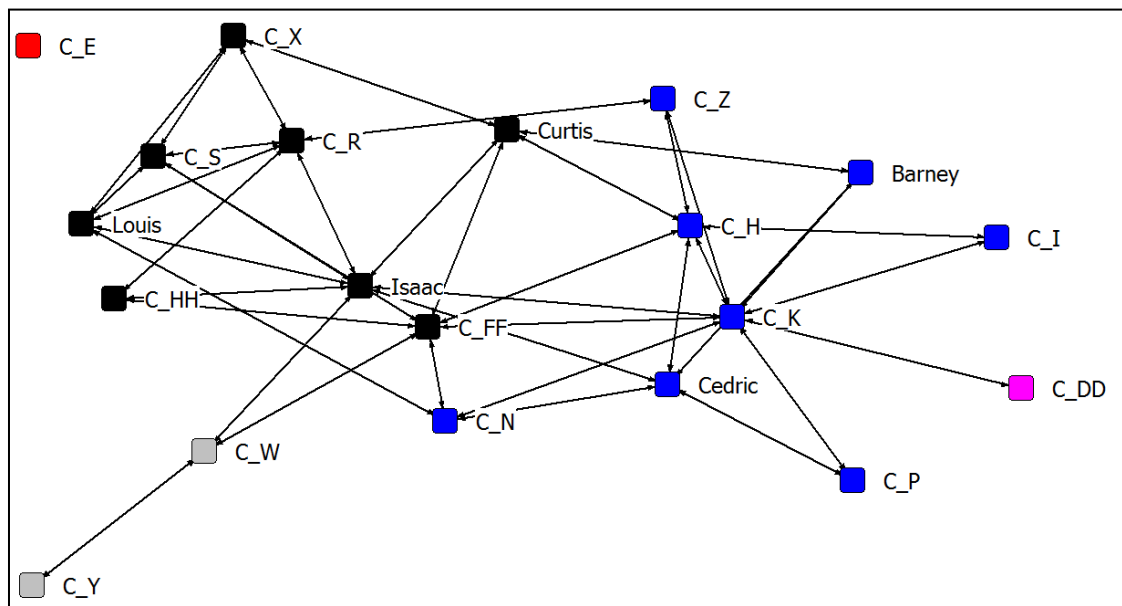 C_X
C_E
C_Z
Curtis
C_R
C_S
Barney
Louis
C_H
C_I
Isaac
C_HH
C_K
C_FF
Cedric
C_DD
C_N
C_W
C_P
C_Y